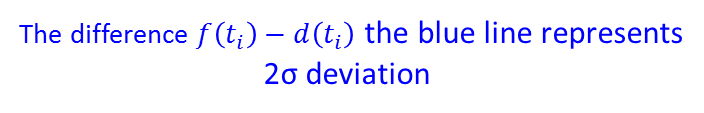 The difference 𝑓(𝑡ᵢ) − 𝑑(𝑡ᵢ) the blue line represents
2σ deviation